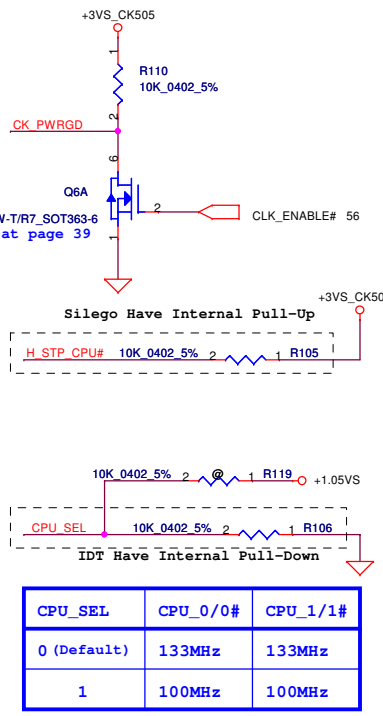 +3VS_CK505
1
R110
10K_0402_5%
2
CK_PWRGD
6
Q6A
2
CLK_ENABLE# 56
W-T/R7_SOT363-6
at page 39
1
Silego Have Internal Pull-Up
+3VS_CK50
H_STP_CPU# 10K_0402_5% 2 1 R105
10K_0402_5% 2 @ 1 R119 +1.05VS
CPU_SEL 10K_0402_5% 2 1 R106
IDT Have Internal Pull-Down
CPU_SEL CPU_0/0# CPU_1/1#
0 (Default) 133MHz 133MHz
1 100MHz 100MHz